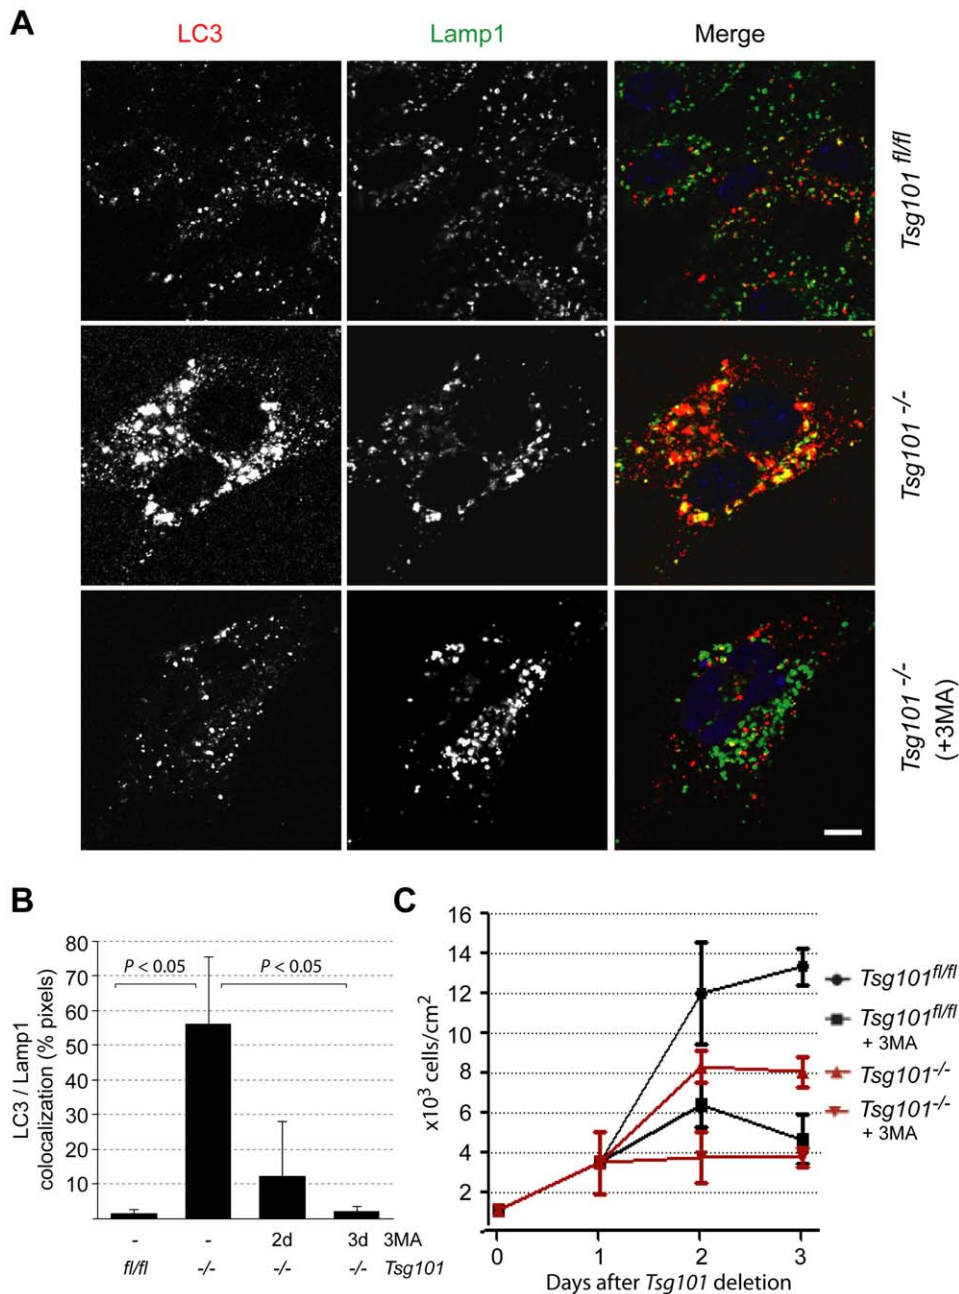 A
LC3 Lamp1 Merge
Tsg101 fl/fl
Tsg101 -/-
Tsg101 -/-
(+3MA)
B
LC3 / Lamp1
colocalization (% pixels)
80
70
60
50
40
30
20
10
P < 0.05 P < 0.05
- - 2d 3d 3MA
fl/fl -/- -/- -/- Tsg101
C
x10³ cells/cm²
16
14
12
10
8
6
4
2
0 1 2 3
Days after Tsg101 deletion
Tsg101fl/fl
Tsg101fl/fl
+ 3MA
Tsg101-/-
Tsg101-/-
+ 3MA